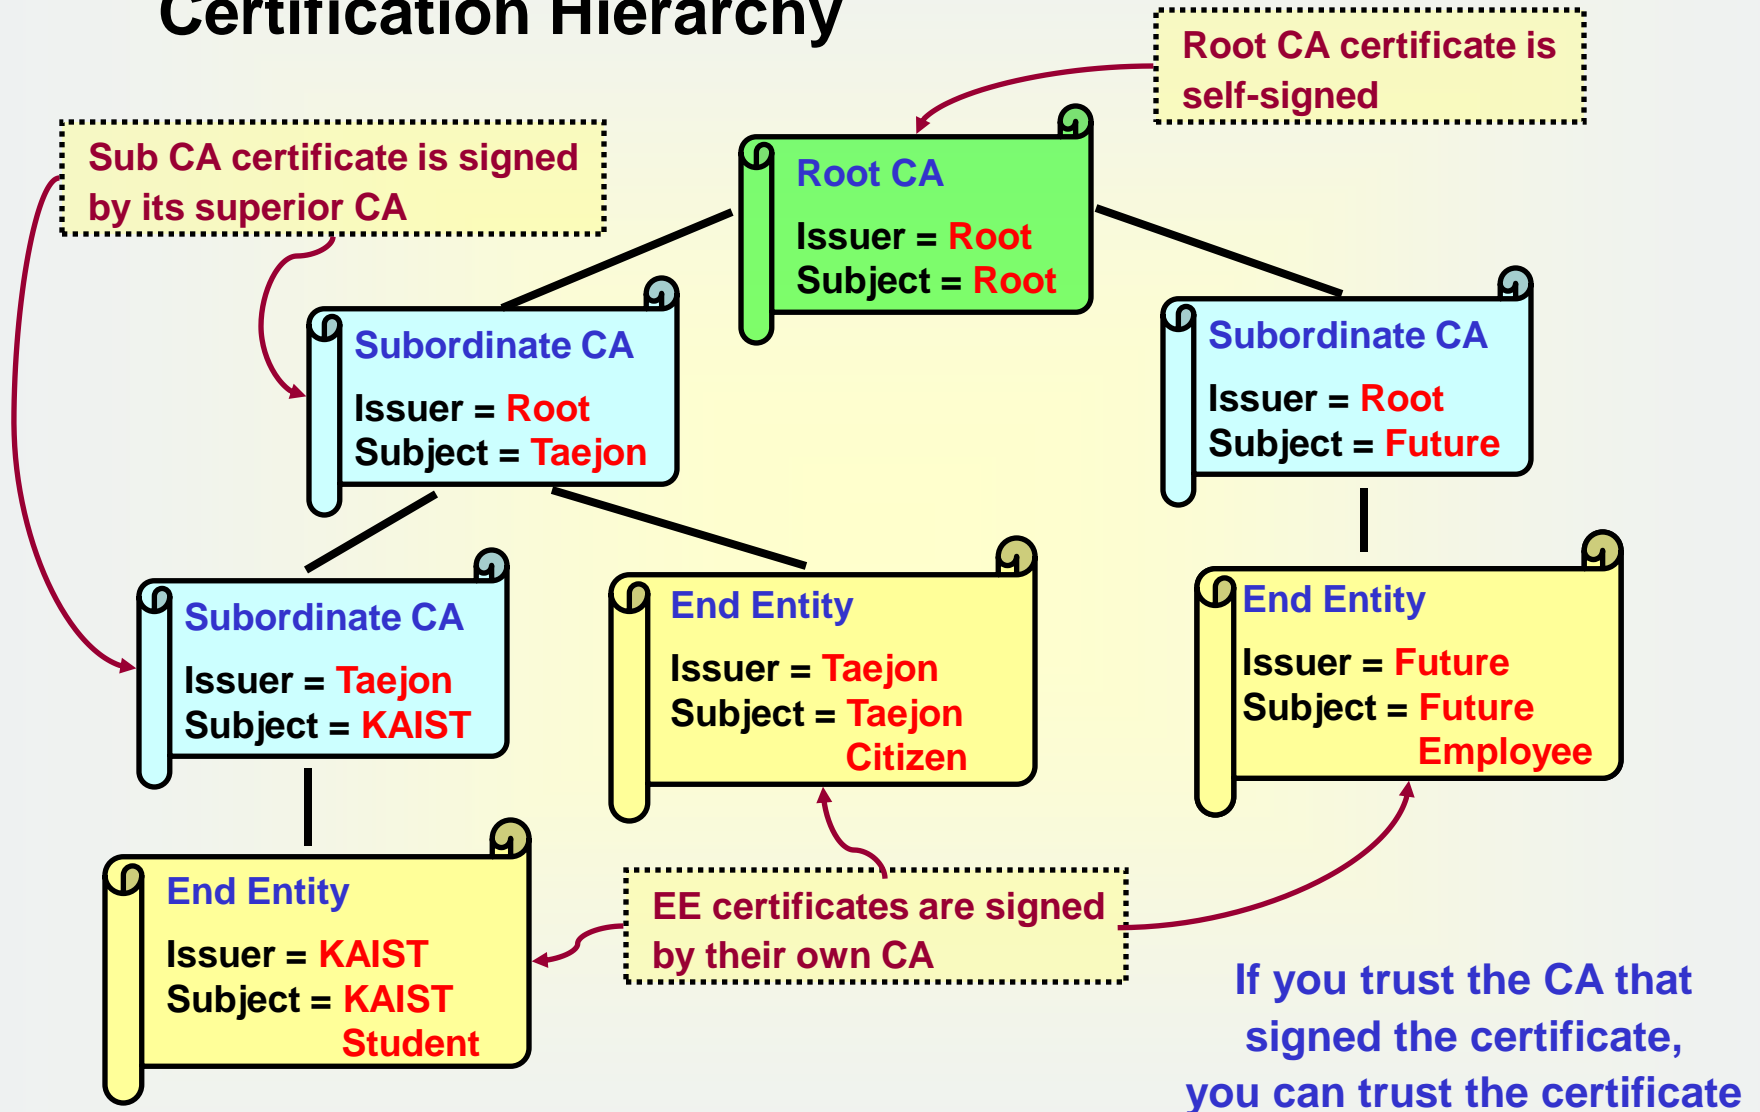 Certification Hierarchy
Root CA certificate is
self-signed
Sub CA certificate is signed
by its superior CA
Root CA
Issuer = Root
Subject = Root
Subordinate CA
Issuer = Root
Subject = Taejon
Subordinate CA
Issuer = Root
Subject = Future
Subordinate CA
Issuer = Taejon
Subject = KAIST
End Entity
Issuer = Taejon
Subject = Taejon
Citizen
End Entity
Issuer = Future
Subject = Future
Employee
End Entity
Issuer = KAIST
Subject = KAIST
Student
EE certificates are signed
by their own CA
If you trust the CA that
signed the certificate,
you can trust the certificate